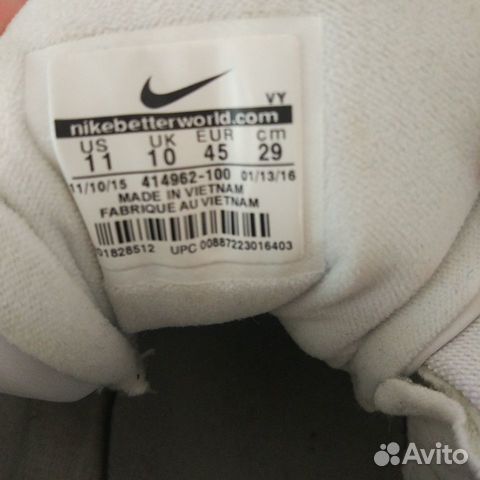 VY
nikebetterworld.com
US UK EUR cm
11 10 45 29
11/10/15 414962-100 01/13/16
MADE IN VIETNAM
FABRIQUE AU VIETNAM
01828512 UPC 00887223016403
Avito